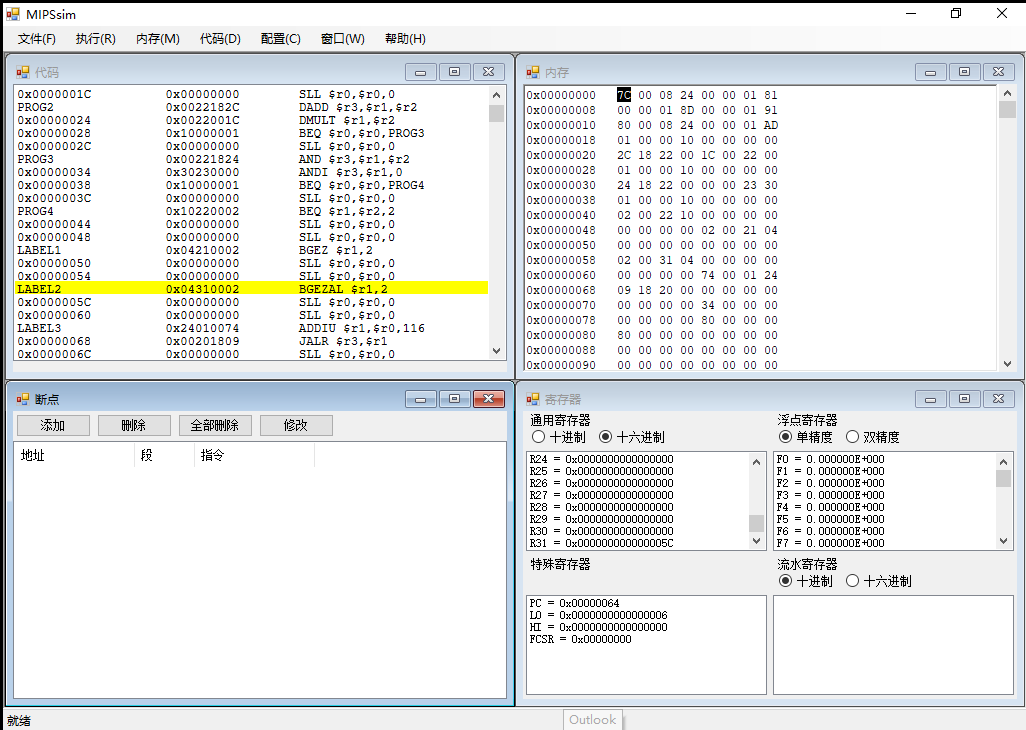 MIPSsim
文件(F) 执行(R) 内存(M) 代码(D) 配置(C) 窗口(W) 帮助(H)
代码
0x0000001C 0x00000000 SLL $r0,$r0,0
PROG2 0x0022182C DADD $r3,$r1,$r2
0x00000024 0x0022001C DMULT $r1,$r2
0x00000028 0x10000001 BEQ $r0,$r0,PROG3
0x0000002C 0x00000000 SLL $r0,$r0,0
PROG3 0x00221824 AND $r3,$r1,$r2
0x00000034 0x30230000 ANDI $r3,$r1,0
0x00000038 0x10000001 BEQ $r0,$r0,PROG4
0x0000003C 0x00000000 SLL $r0,$r0,0
PROG4 0x10220002 BEQ $r1,$r2,2
0x00000044 0x00000000 SLL $r0,$r0,0
0x00000048 0x00000000 SLL $r0,$r0,0
LABEL1 0x04210002 BGEZ $r1,2
0x00000050 0x00000000 SLL $r0,$r0,0
0x00000054 0x00000000 SLL $r0,$r0,0
LABEL2 0x04310002 BGEZAL $r1,2
0x0000005C 0x00000000 SLL $r0,$r0,0
0x00000060 0x00000000 SLL $r0,$r0,0
LABEL3 0x24010074 ADDIU $r1,$r0,116
0x00000068 0x00201809 JALR $r3,$r1
0x0000006C 0x00000000 SLL $r0,$r0,0
内存
0x00000000 7C 00 08 24 00 00 01 81
0x00000008 00 00 01 8D 00 00 01 91
0x00000010 80 00 08 24 00 00 01 AD
0x00000018 01 00 00 10 00 00 00 00
0x00000020 2C 18 22 00 1C 00 22 00
0x00000028 01 00 00 10 00 00 00 00
0x00000030 24 18 22 00 00 00 23 30
0x00000038 01 00 00 10 00 00 00 00
0x00000040 02 00 22 10 00 00 00 00
0x00000048 00 00 00 00 02 00 21 04
0x00000050 00 00 00 00 00 00 00 00
0x00000058 02 00 31 04 00 00 00 00
0x00000060 00 00 00 00 74 00 01 24
0x00000068 09 18 20 00 00 00 00 00
0x00000070 00 00 00 00 34 00 00 00
0x00000078 00 00 00 00 80 00 00 00
0x00000080 80 00 00 00 00 00 00 00
0x00000088 00 00 00 00 00 00 00 00
0x00000090 00 00 00 00 00 00 00 00
断点
添加 删除 全部删除 修改
地址 段 指令
寄存器
通用寄存器
十进制 十六进制
R24 = 0x0000000000000000
R25 = 0x0000000000000000
R26 = 0x0000000000000000
R27 = 0x0000000000000000
R28 = 0x0000000000000000
R29 = 0x0000000000000000
R30 = 0x0000000000000000
R31 = 0x000000000000005C
浮点寄存器
单精度 双精度
F0 = 0.000000E+000
F1 = 0.000000E+000
F2 = 0.000000E+000
F3 = 0.000000E+000
F4 = 0.000000E+000
F5 = 0.000000E+000
F6 = 0.000000E+000
F7 = 0.000000E+000
特殊寄存器
PC = 0x00000064
LO = 0x0000000000000006
HI = 0x0000000000000000
FCSR = 0x00000000
流水寄存器
十进制 十六进制
就绪
Outlook